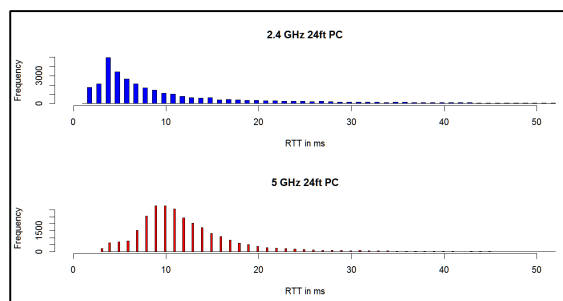 2.4 GHz 24ft PC
Frequency
3000
0
0 10 20 30 40 50
RTT in ms
5 GHz 24ft PC
Frequency
1500
0
0 10 20 30 40 50
RTT in ms